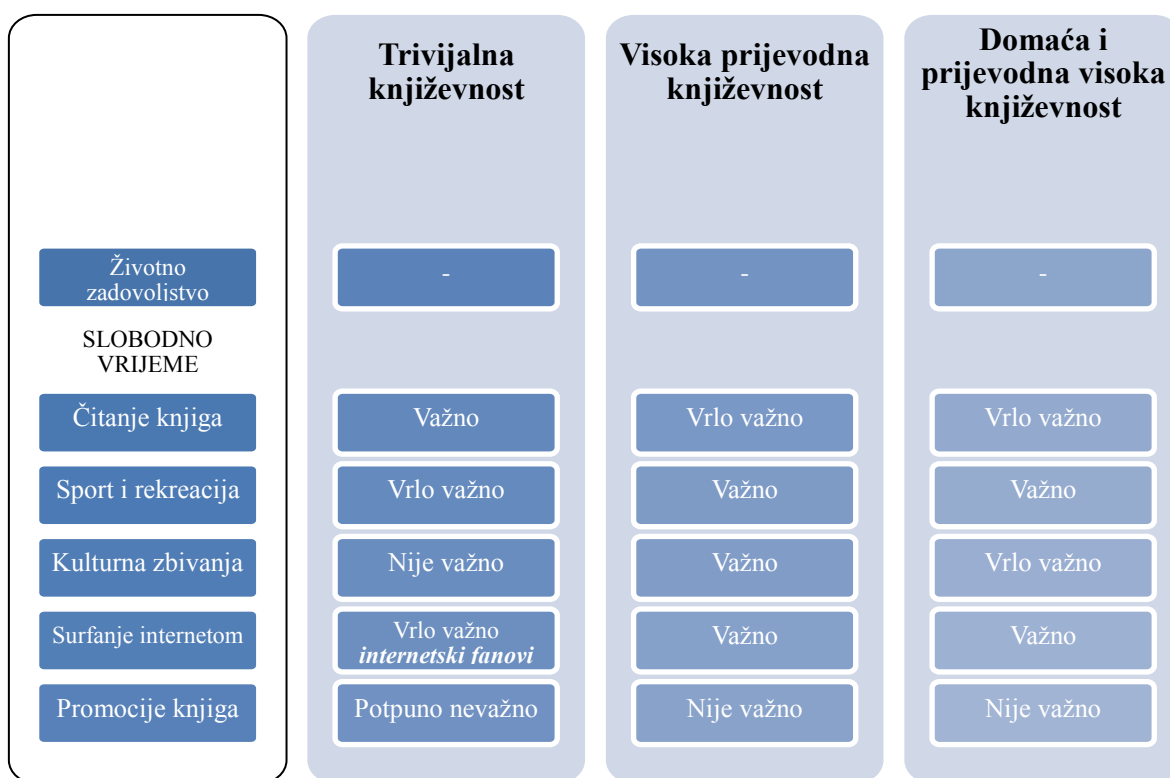 Trivijalna
književnost
Visoka prijevodna
književnost
Domaća i
prijevodna visoka
književnost
Životno
zadovoljstvo
-
-
-
SLOBODNO
VRIJEME
Čitanje knjiga
Važno
Vrlo važno
Vrlo važno
Sport i rekreacija
Vrlo važno
Važno
Važno
Kulturna zbivanja
Nije važno
Važno
Vrlo važno
Surfanje internetom
Vrlo važno
internetski fanovi
Važno
Važno
Promocije knjiga
Potpuno nevažno
Nije važno
Nije važno